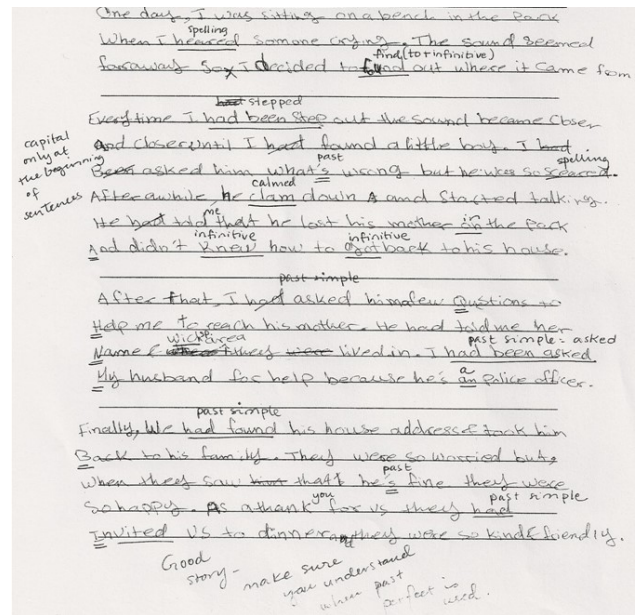 One day, I was sitting on a bench in the Park
spelling
When I heared somone crying. The sound seemed
find (to + infinitive)
faraway so I decided to out where it came from
had stepped
Everytime I had been step out the sound became closer
capital only at the beginning of sentences
and closer until I had found a little boy. I had
past
spelling
Been asked him what's wrong but he was so sceared.
calmed
After awhile he clam down & and started talking.
me
in
He had told that he lost his mother on the Park
infinitive
infinitive
And didn't knew how to got back to his house.
past simple
After that, I had asked him a few Qustions to
Help me to reach his mother. He had told me her
wich sp. area
past simple = asked
Name & they were lived in. I had been asked
a
My husband for help because he's an Police officer.
past simple
Finally, We had found his house address & took him
Back to his family. They were so worried but,
past
When they saw that he's fine they were
you
past simple
So happy. As a thank for us they had
Invited us to dinner and they were so kind & friendly.
Good story -
make sure you understand when past perfect is used.